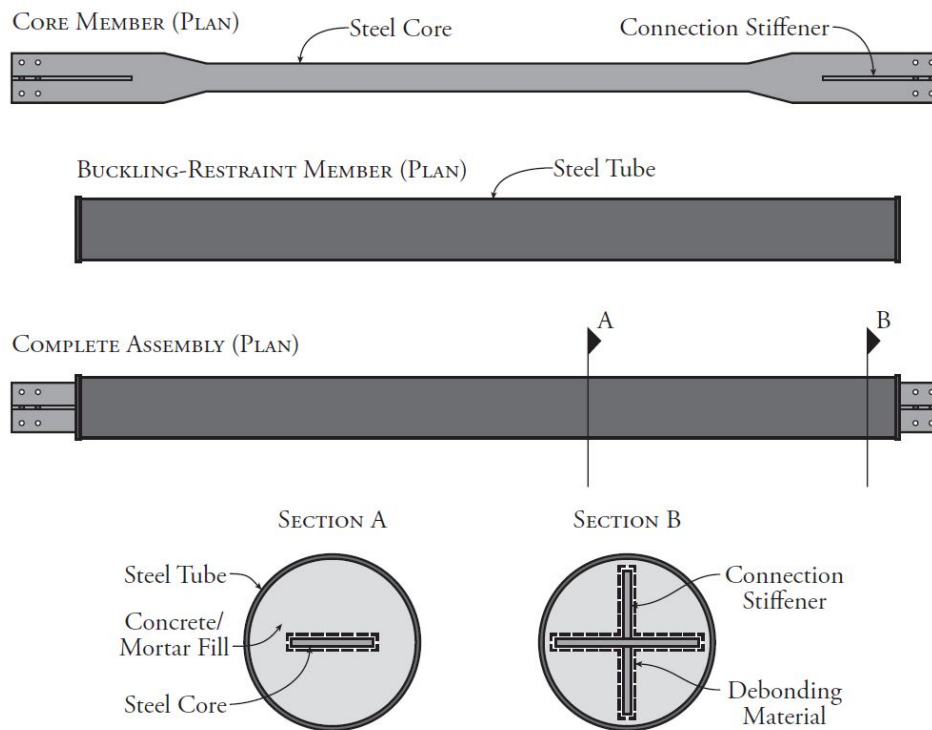 CORE MEMBER (PLAN)
Steel Core
Connection Stiffener
BUCKLING-RESTRAINT MEMBER (PLAN)
Steel Tube
COMPLETE ASSEMBLY (PLAN)
A
B
SECTION A
SECTION B
Steel Tube
Concrete/
Mortar Fill
Steel Core
Connection
Stiffener
Debonding
Material